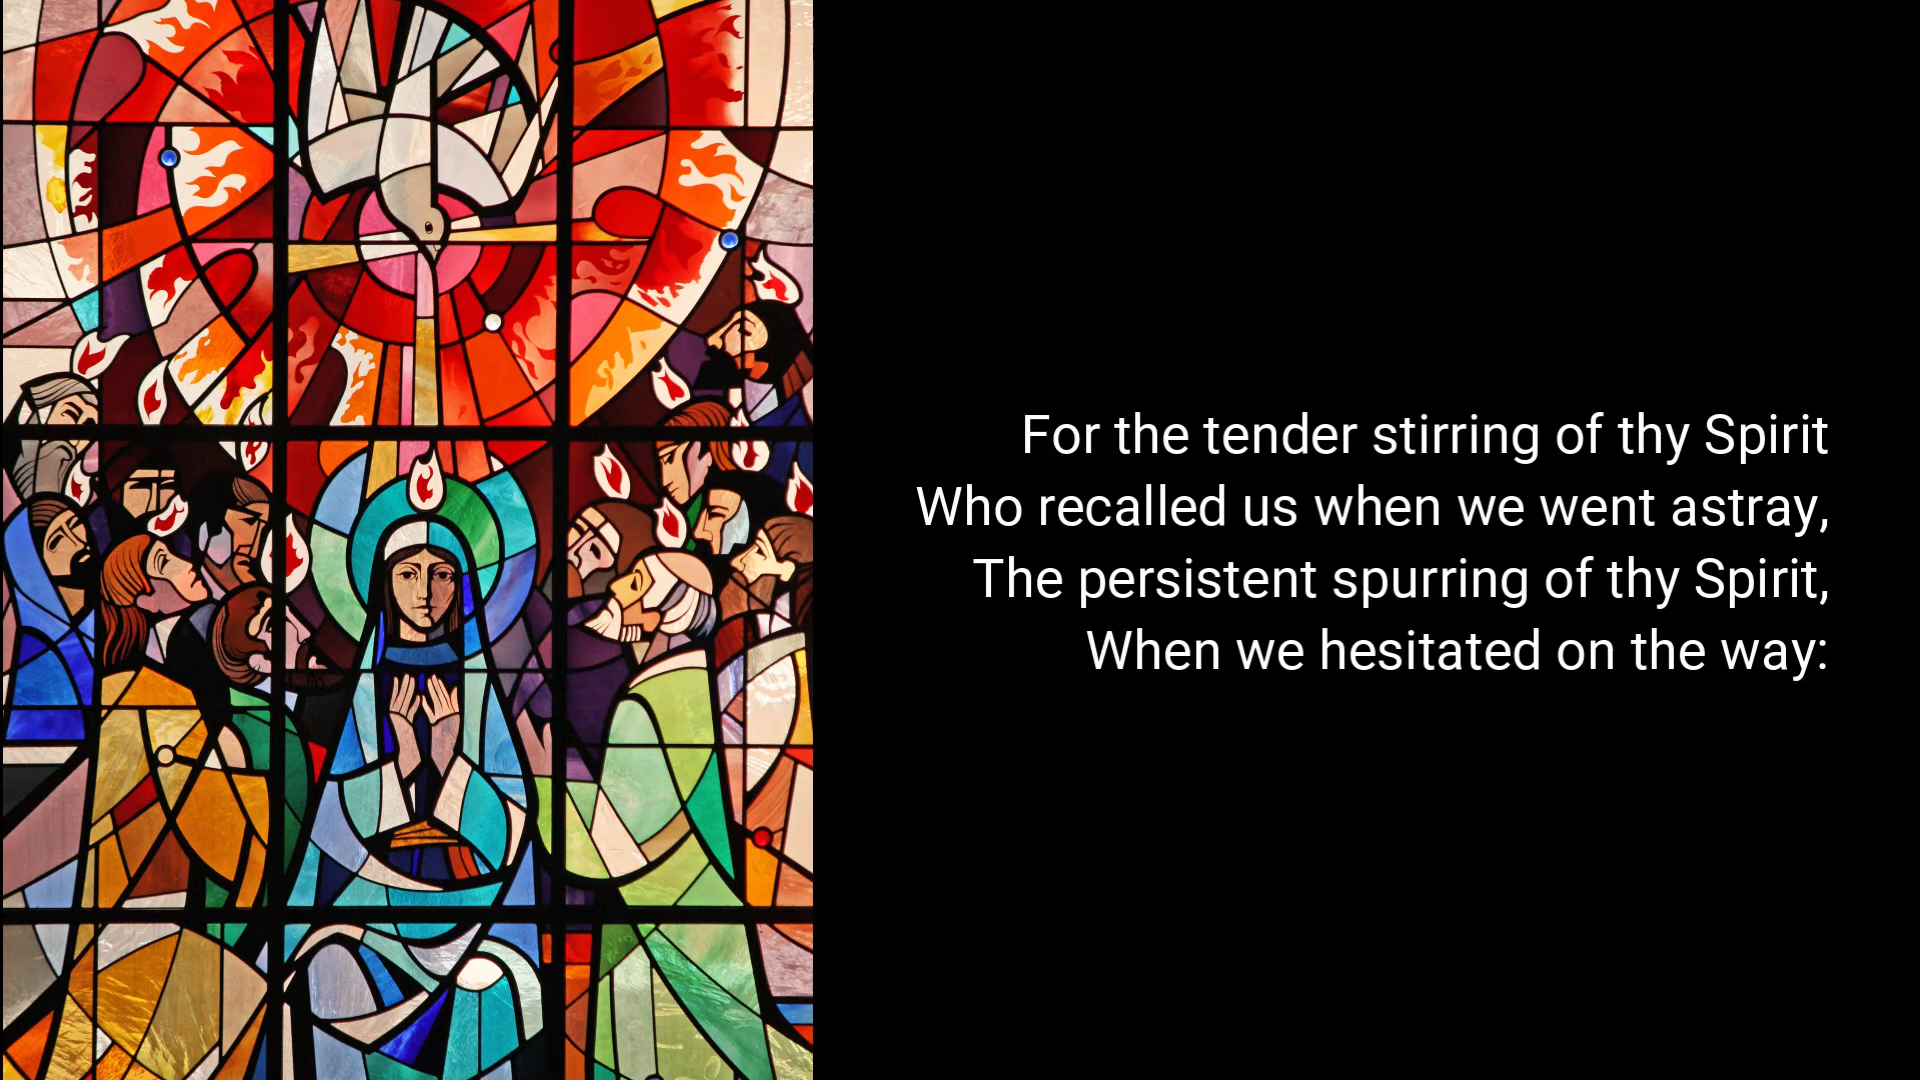 For the tender stirring of thy Spirit
Who recalled us when we went astray,
The persistent spurring of thy Spirit,
When we hesitated on the way: